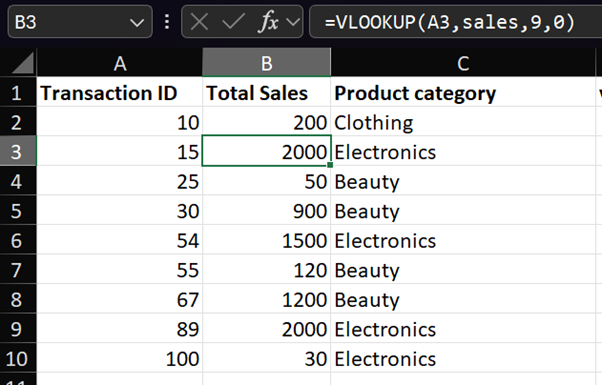 B3 fx =VLOOKUP(A3,sales,9,0)
A B C
1 Transaction ID Total Sales Product category
2 10 200 Clothing
3 15 2000 Electronics
4 25 50 Beauty
5 30 900 Beauty
6 54 1500 Electronics
7 55 120 Beauty
8 67 1200 Beauty
9 89 2000 Electronics
10 100 30 Electronics